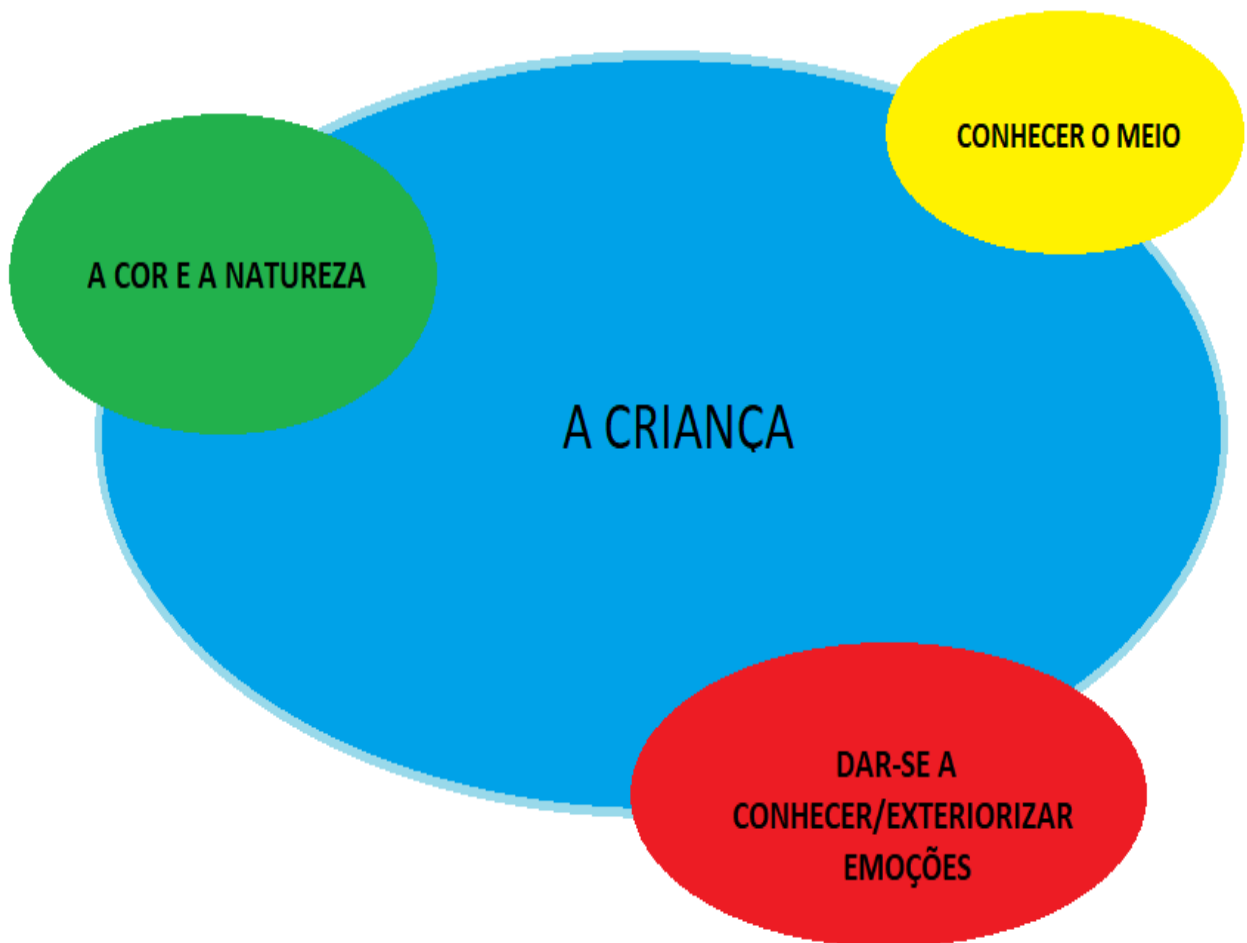 CONHECER O MEIO
A COR E A NATUREZA
A CRIANÇA
DAR-SE A
CONHECER/EXTERIORIZAR
EMOÇÕES